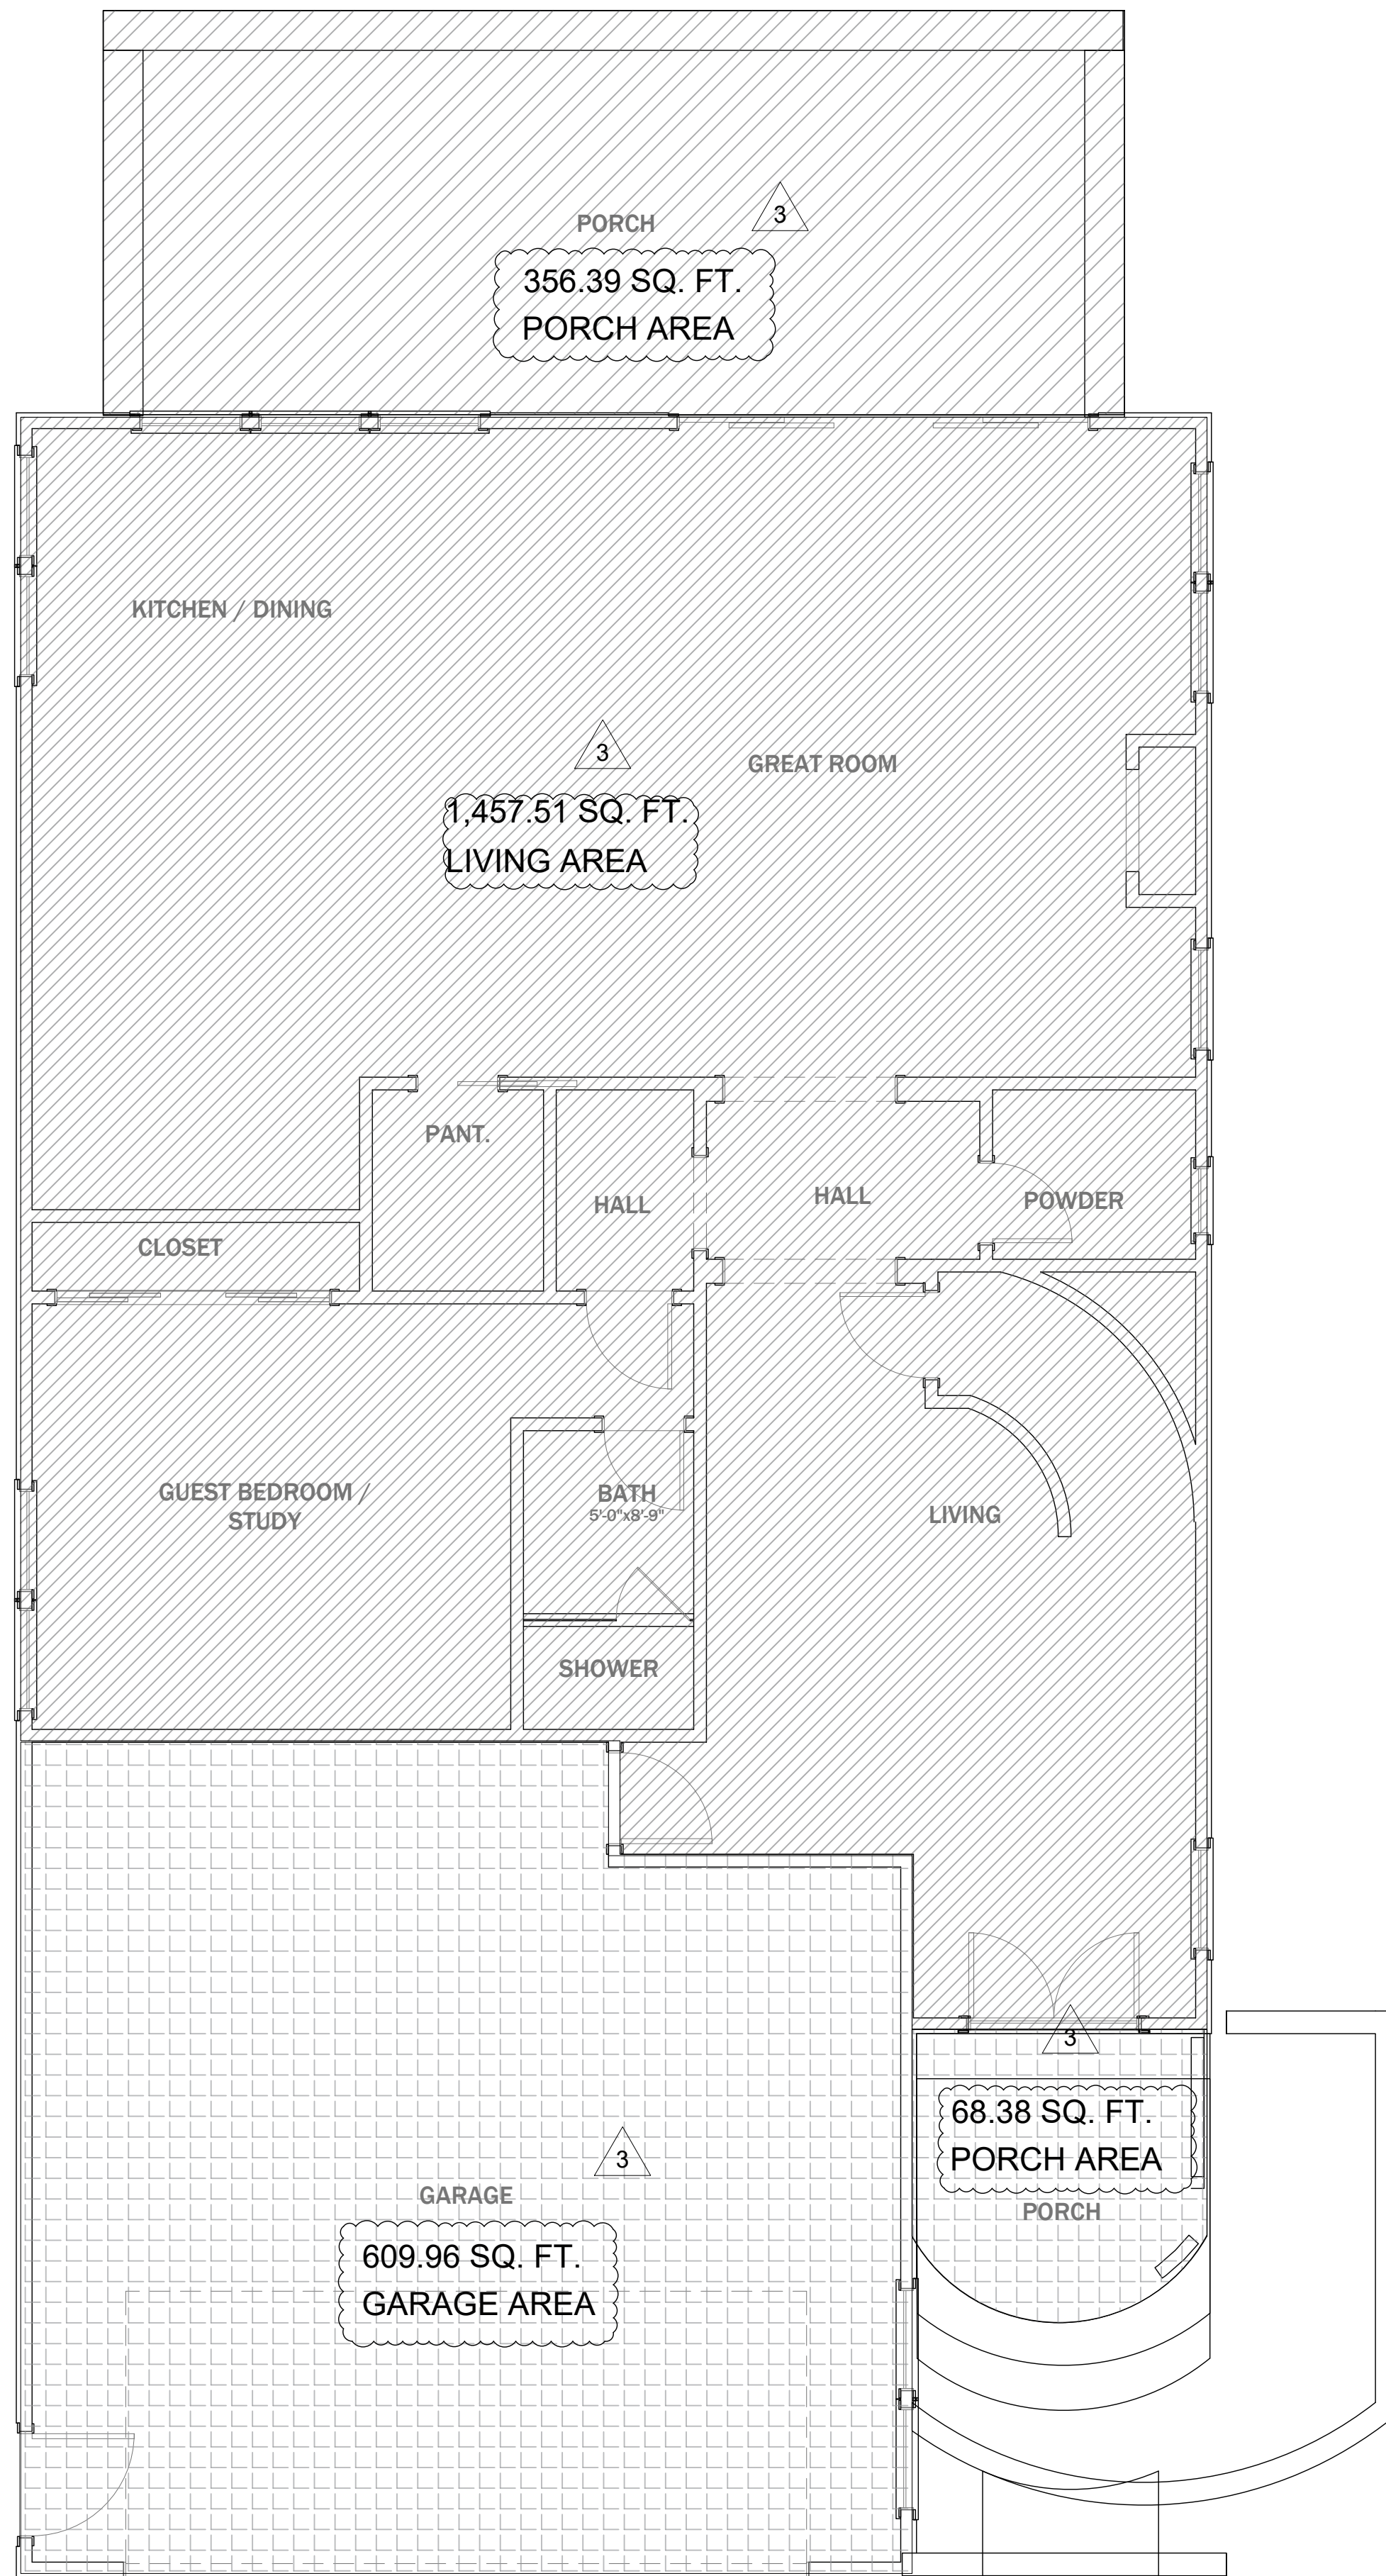 PORCH
3
356.39 SQ. FT.
PORCH AREA
KITCHEN / DINING
3
GREAT ROOM
1,457.51 SQ. FT.
LIVING AREA
PANT.
HALL
HALL
POWDER
CLOSET
GUEST BEDROOM /
STUDY
BATH
5'-0"x8'-9"
LIVING
SHOWER
3
68.38 SQ. FT.
PORCH AREA
PORCH
3
GARAGE
609.96 SQ. FT.
GARAGE AREA